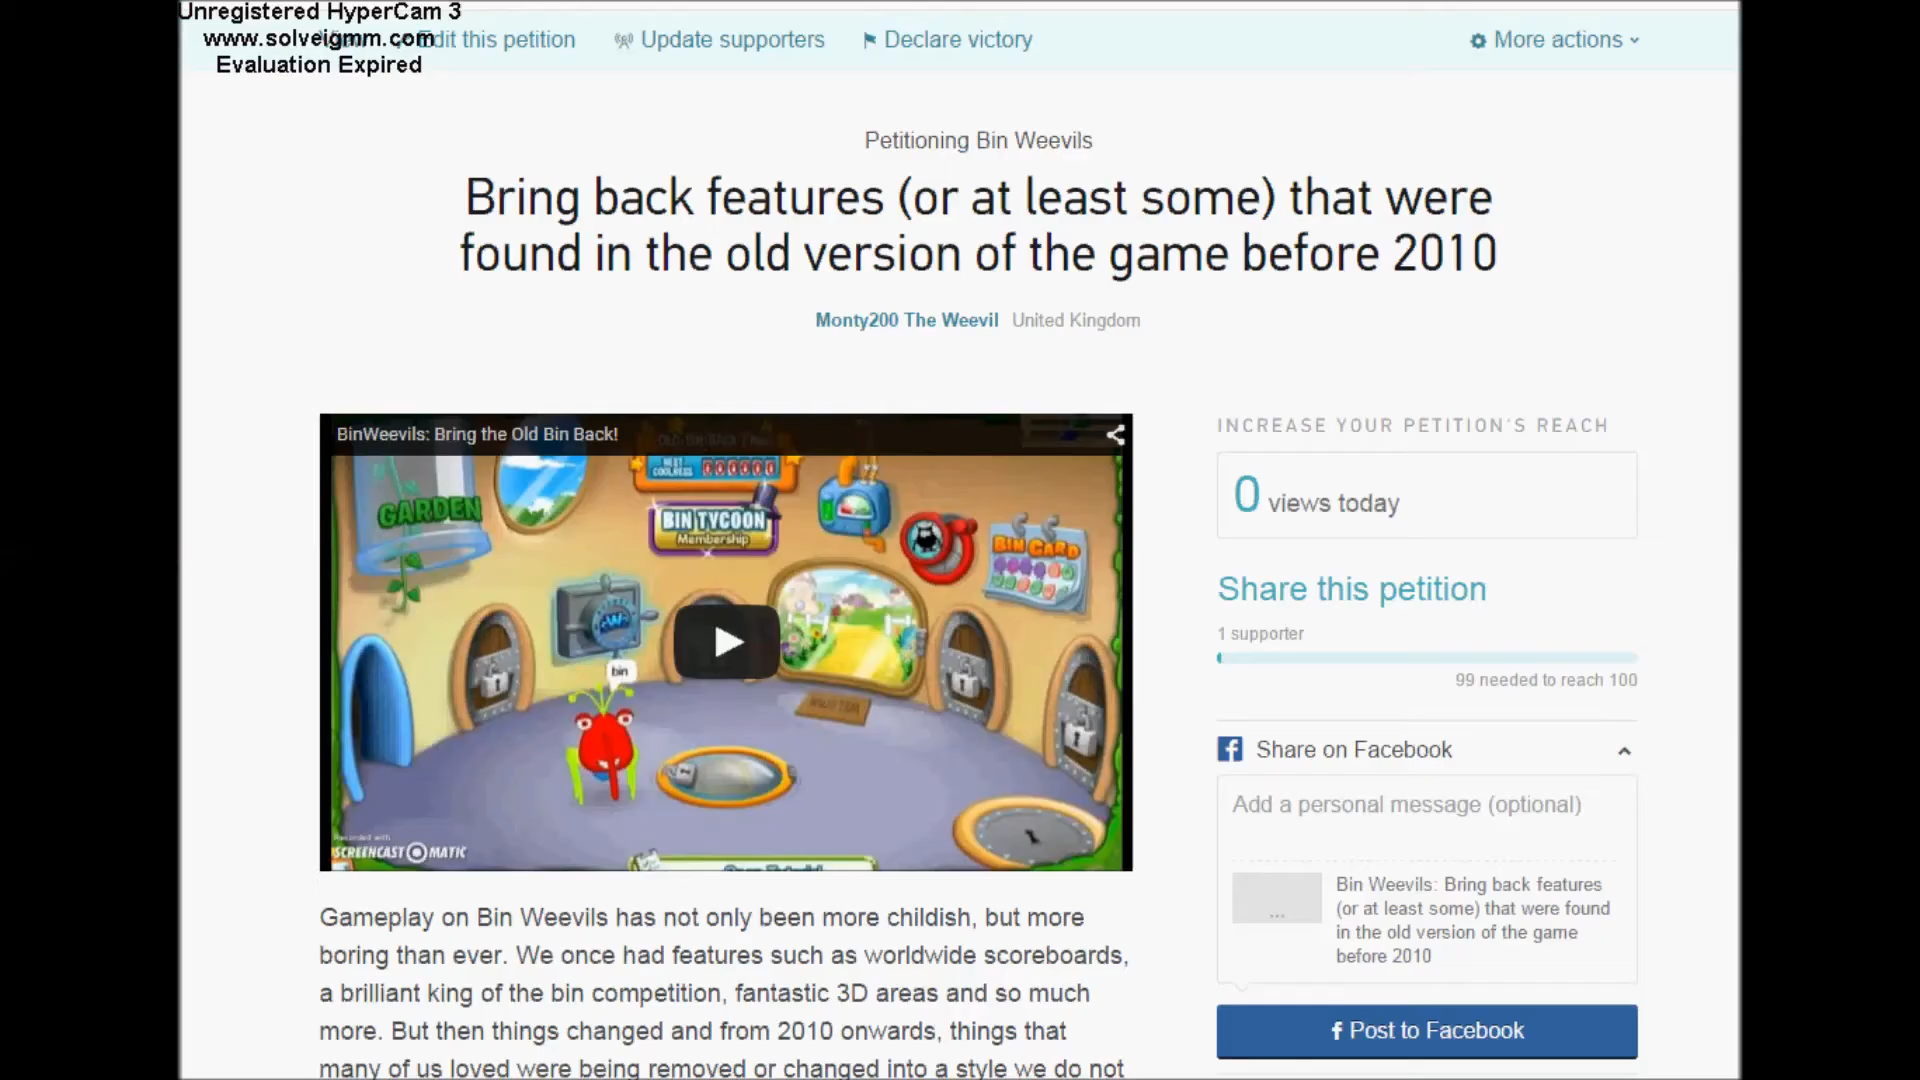 Unregistered HyperCam 3
www.solveigmm.com
Evaluation Expired
Edit this petition
Update supporters
Declare victory
More actions
Petitioning Bin Weevils
Bring back features (or at least some) that were
found in the old version of the game before 2010
Monty200 The Weevil United Kingdom
BinWeevils: Bring the Old Bin Back!
GARDEN
NEST
COOLNESS
000000
BIN TYCOON
Membership
BIN CARD
bin
Recorded with
SCREENCAST MATIC
INCREASE YOUR PETITION'S REACH
0 views today
Share this petition
1 supporter
99 needed to reach 100
Share on Facebook
Add a personal message (optional)
...
Bin Weevils: Bring back features
(or at least some) that were found
in the old version of the game
before 2010
Post to Facebook
Gameplay on Bin Weevils has not only been more childish, but more
boring than ever. We once had features such as worldwide scoreboards,
a brilliant king of the bin competition, fantastic 3D areas and so much
more. But then things changed and from 2010 onwards, things that
many of us loved were being removed or changed into a style we do not